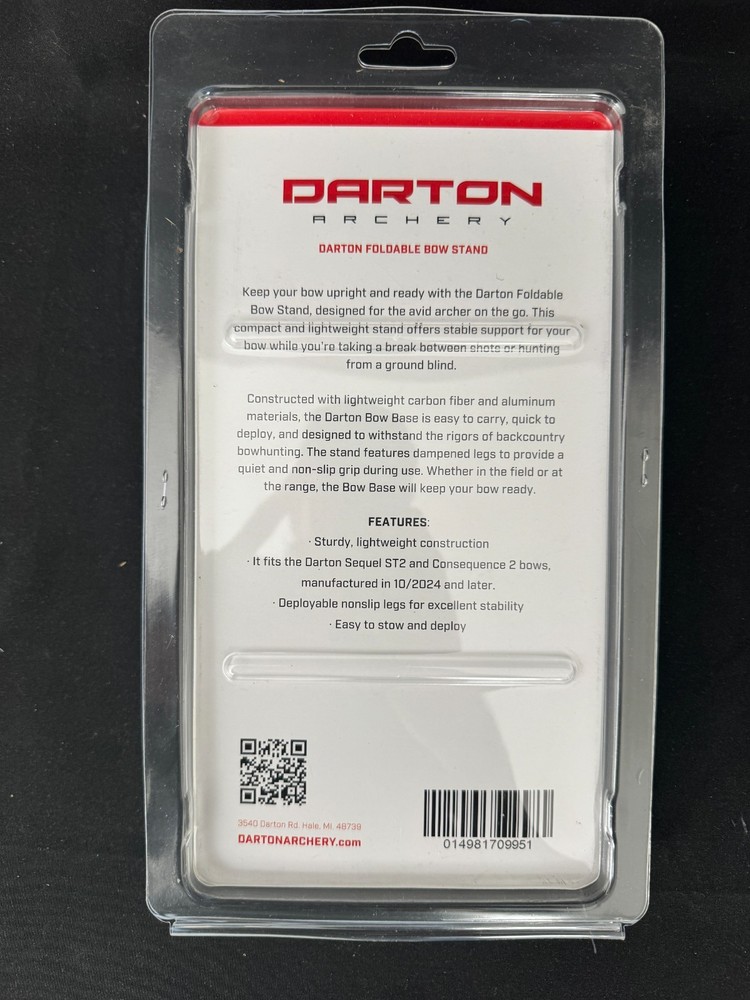 DARTON
ARCHERY
DARTON FOLDABLE BOW STAND
Keep your bow upright and ready with the Darton Foldable
Bow Stand, designed for the avid archer on the go. This
compact and lightweight stand offers stable support for your
bow while you're taking a break between shots or hunting
from a ground blind.
Constructed with lightweight carbon fiber and aluminum
materials, the Darton Bow Base is easy to carry, quick to
deploy, and designed to withstand the rigors of backcountry
bowhunting. The stand features dampened legs to provide a
quiet and non-slip grip during use. Whether in the field or at
the range, the Bow Base will keep your bow ready.
FEATURES:
· Sturdy, lightweight construction
· It fits the Darton Sequel ST2 and Consequence 2 bows,
manufactured in 10/2024 and later.
· Deployable nonslip legs for excellent stability
· Easy to stow and deploy
3540 Darton Rd. Hale, MI. 48739
DARTONARCHERY.com
014981709951